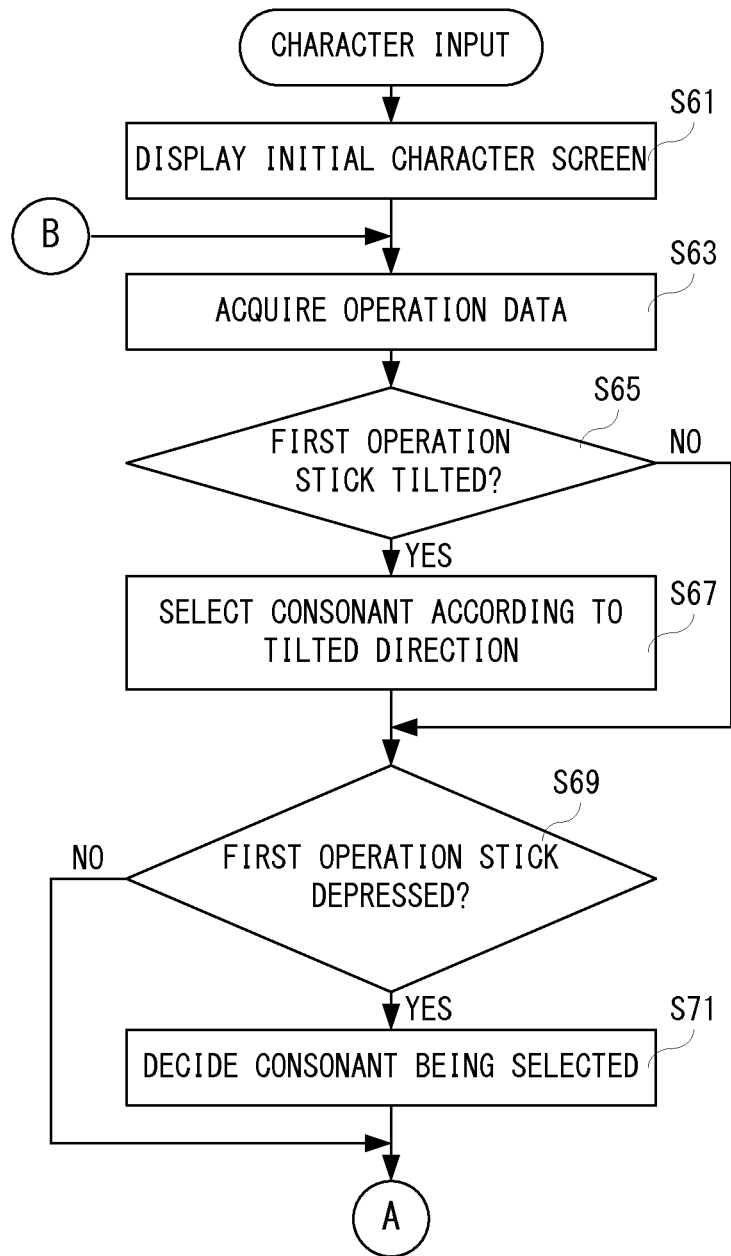 CHARACTER INPUT
S61
DISPLAY INITIAL CHARACTER SCREEN
B
S63
ACQUIRE OPERATION DATA
S65
FIRST OPERATION
STICK TILTED?
NO
YES
S67
SELECT CONSONANT ACCORDING TO
TILTED DIRECTION
S69
NO
FIRST OPERATION STICK
DEPRESSED?
YES
S71
DECIDE CONSONANT BEING SELECTED
A